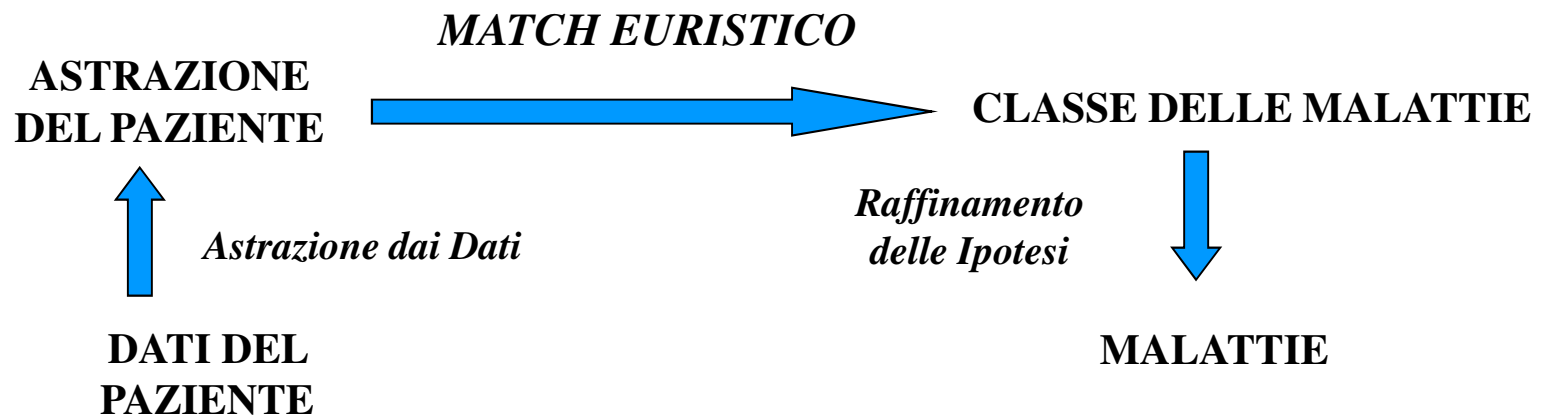 MATCH EURISTICO
ASTRAZIONE
DEL PAZIENTE
CLASSE DELLE MALATTIE
Astrazione dai Dati
Raffinamento
delle Ipotesi
DATI DEL
PAZIENTE
MALATTIE